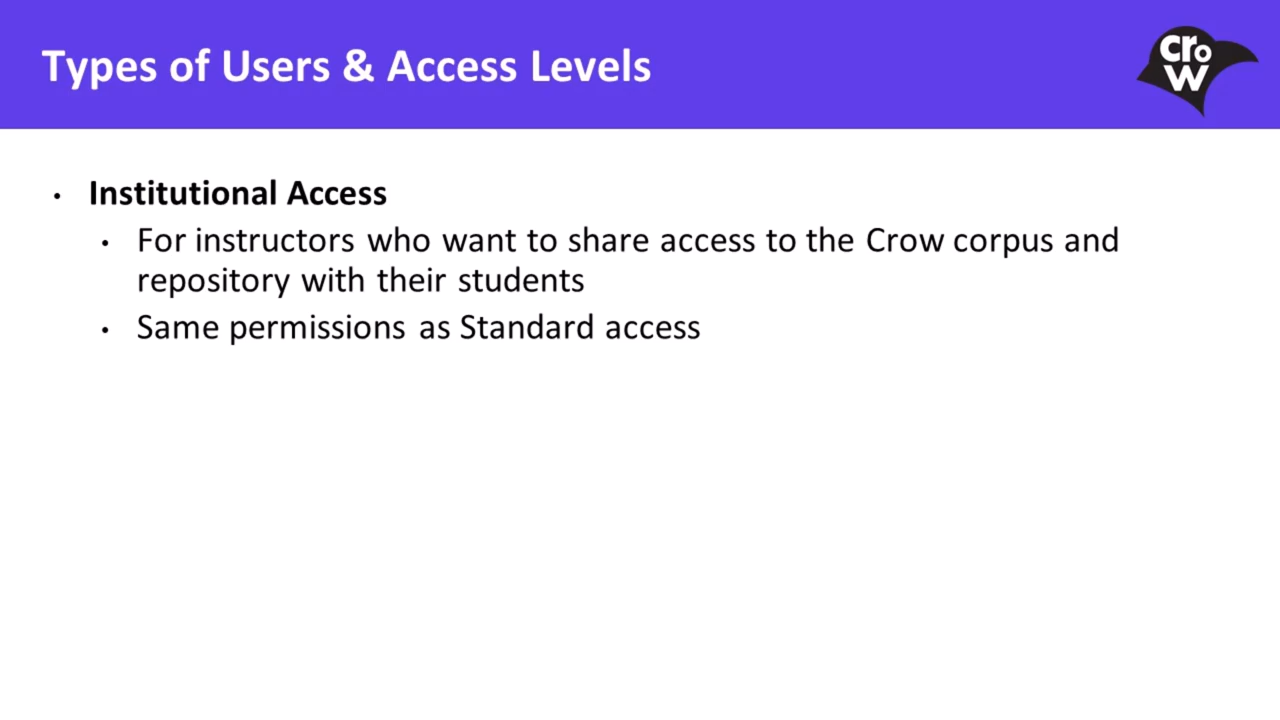 Types of Users & Access Levels
Cro
W
• Institutional Access
• For instructors who want to share access to the Crow corpus and
repository with their students
• Same permissions as Standard access